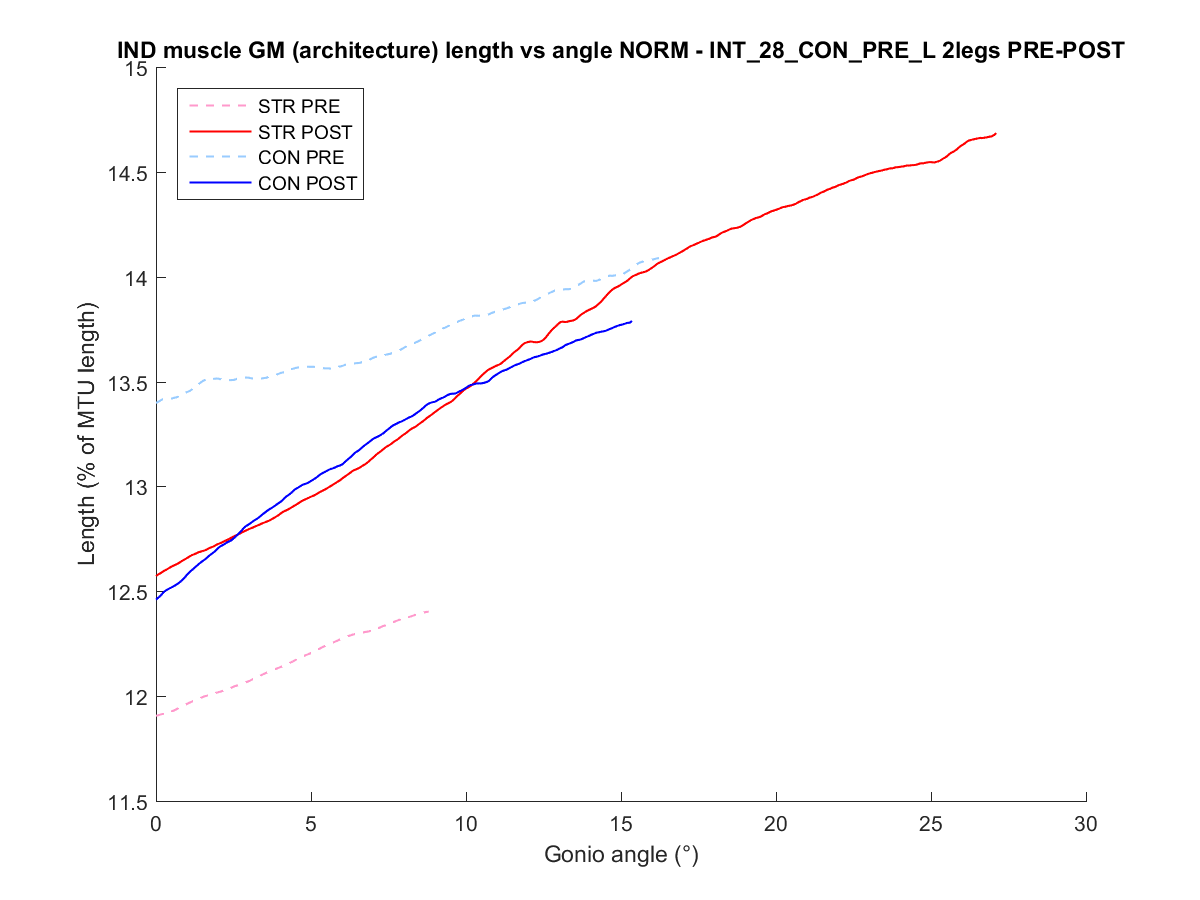 IND muscle GM (architecture) length vs angle NORM - INT_28_CON_PRE_L 2legs PRE-POST
15
14.5
14
13.5
13
12.5
12
11.5
STR PRE
STR POST
CON PRE
CON POST
Length (% of MTU length)
0 5 10 15 20 25 30
Gonio angle (°)